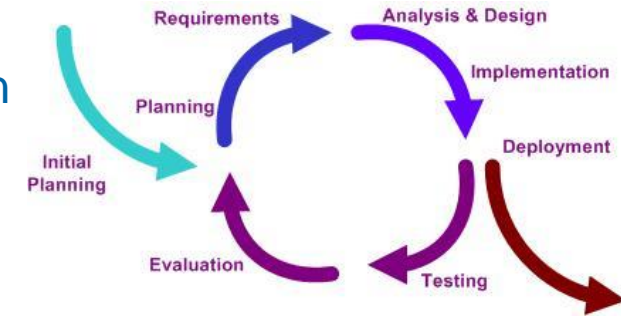 n
Requirements
Analysis & Design
Implementation
Planning
Deployment
Initial
Planning
Evaluation
Testing